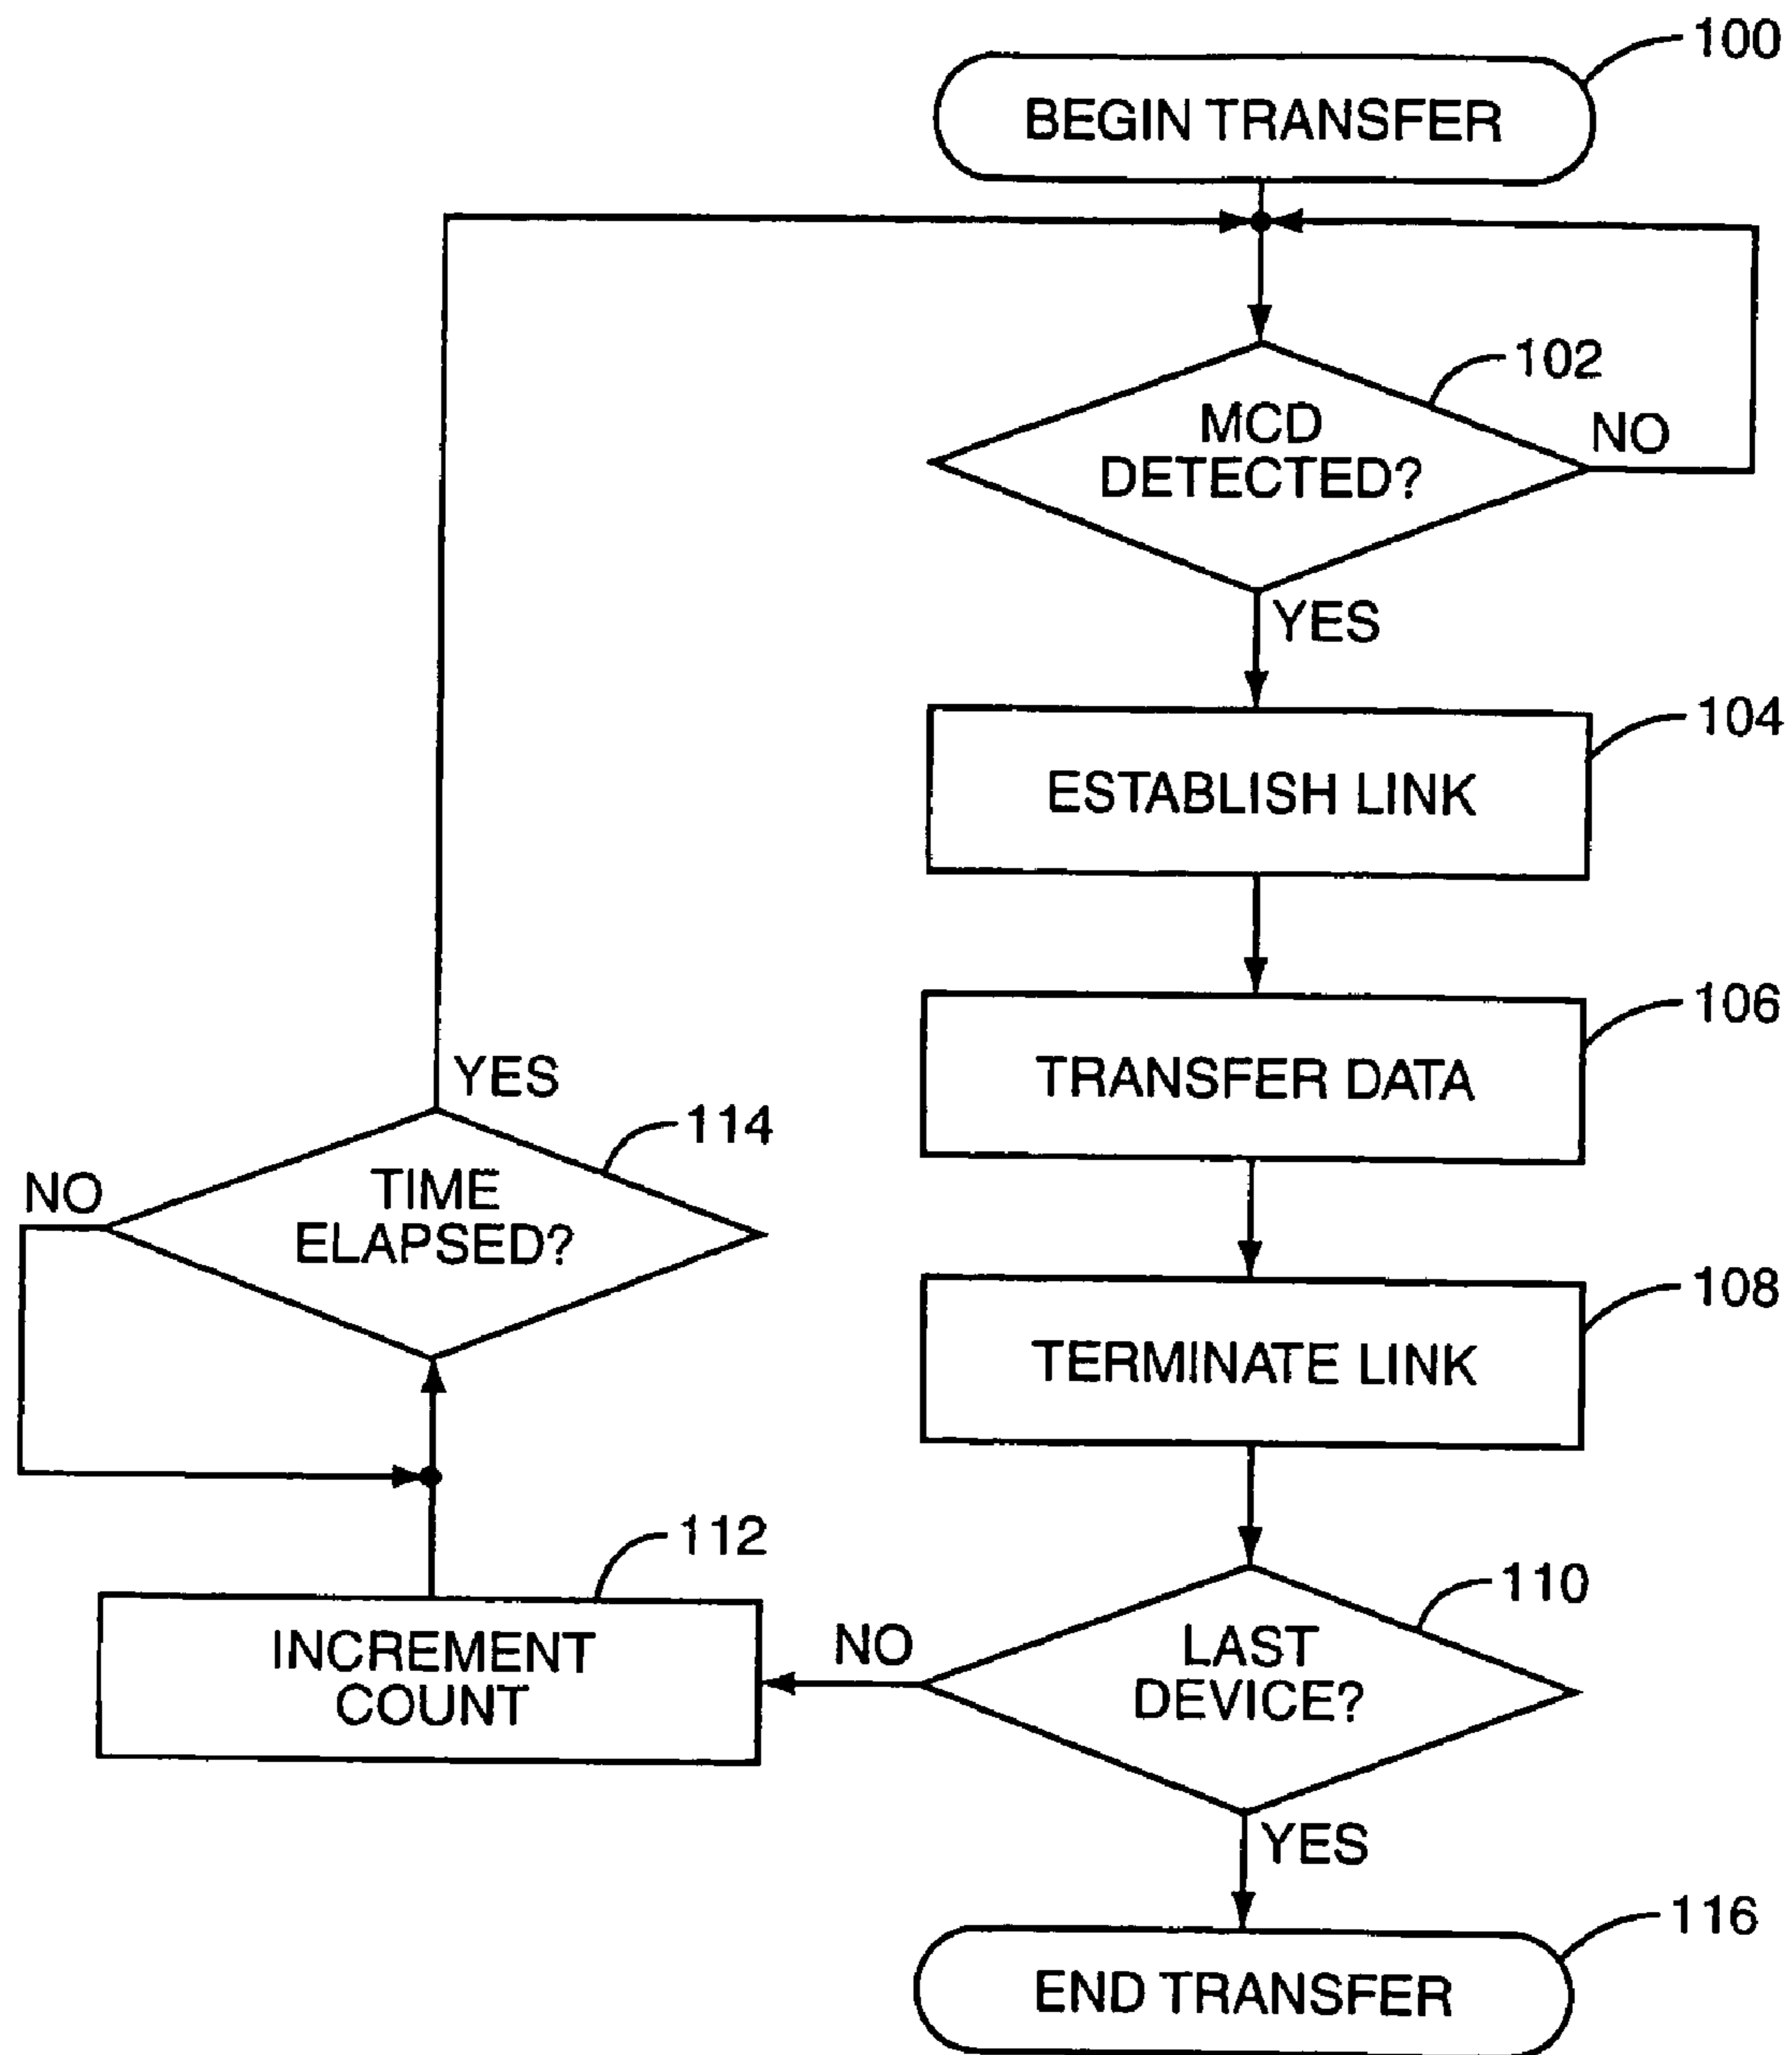 100
BEGIN TRANSFER
102
MCD
DETECTED?
NO
YES
104
ESTABLISH LINK
106
TRANSFER DATA
108
TERMINATE LINK
110
LAST
DEVICE?
NO
112
INCREMENT
COUNT
114
TIME
ELAPSED?
NO
YES
YES
116
END TRANSFER